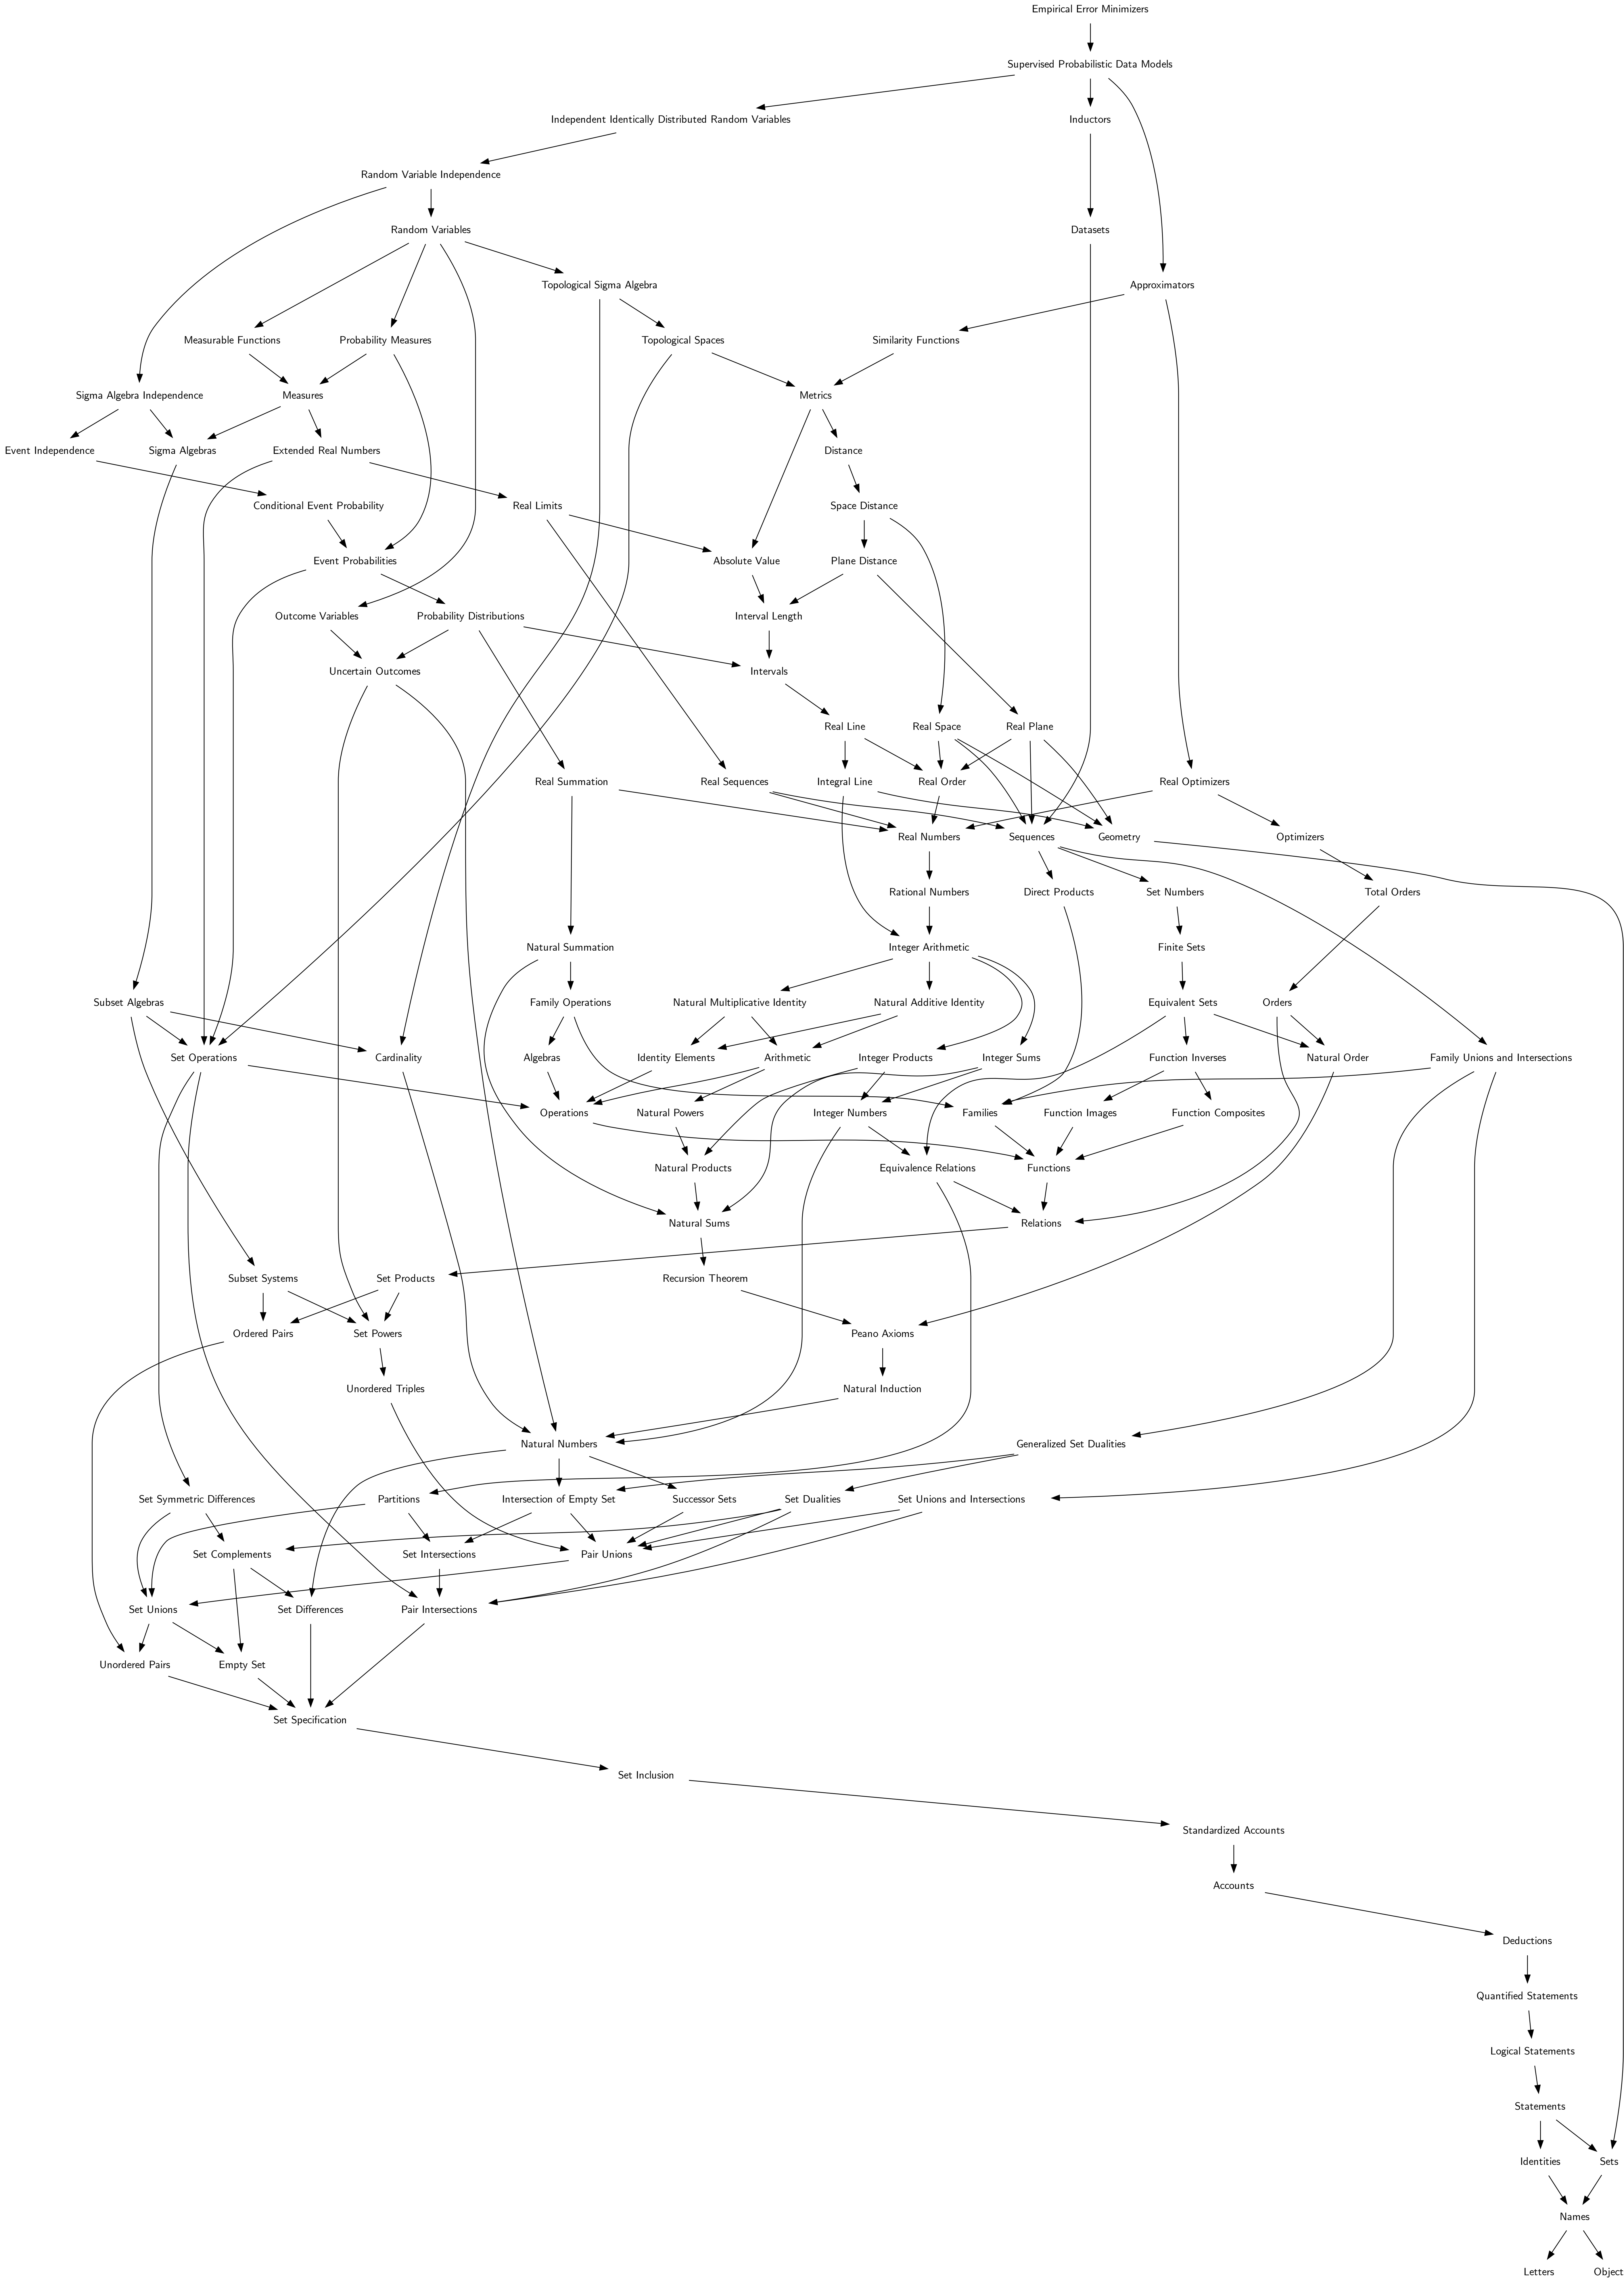 Empirical Error Minimizers
Supervised Probabilistic Data Models
Independent Identically Distributed Random Variables
Inductors
Random Variable Independence
Random Variables
Datasets
Topological Sigma Algebra
Approximators
Measurable Functions
Probability Measures
Topological Spaces
Similarity Functions
Sigma Algebra Independence
Measures
Metrics
Event Independence
Sigma Algebras
Extended Real Numbers
Distance
Conditional Event Probability
Real Limits
Space Distance
Event Probabilities
Absolute Value
Plane Distance
Outcome Variables
Probability Distributions
Interval Length
Uncertain Outcomes
Intervals
Real Line
Real Space
Real Plane
Real Summation
Real Sequences
Integral Line
Real Order
Real Optimizers
Real Numbers
Sequences
Geometry
Optimizers
Rational Numbers
Direct Products
Set Numbers
Total Orders
Natural Summation
Integer Arithmetic
Finite Sets
Subset Algebras
Family Operations
Natural Multiplicative Identity
Natural Additive Identity
Equivalent Sets
Orders
Set Operations
Cardinality
Algebras
Identity Elements
Arithmetic
Integer Products
Integer Sums
Function Inverses
Natural Order
Family Unions and Intersections
Operations
Natural Powers
Integer Numbers
Families
Function Images
Function Composites
Natural Products
Equivalence Relations
Functions
Natural Sums
Relations
Subset Systems
Set Products
Recursion Theorem
Ordered Pairs
Set Powers
Peano Axioms
Unordered Triples
Natural Induction
Natural Numbers
Generalized Set Dualities
Set Symmetric Differences
Partitions
Intersection of Empty Set
Successor Sets
Set Dualities
Set Unions and Intersections
Set Complements
Set Intersections
Pair Unions
Set Unions
Set Differences
Pair Intersections
Unordered Pairs
Empty Set
Set Specification
Set Inclusion
Standardized Accounts
Accounts
Deductions
Quantified Statements
Logical Statements
Statements
Identities
Sets
Names
Letters
Object